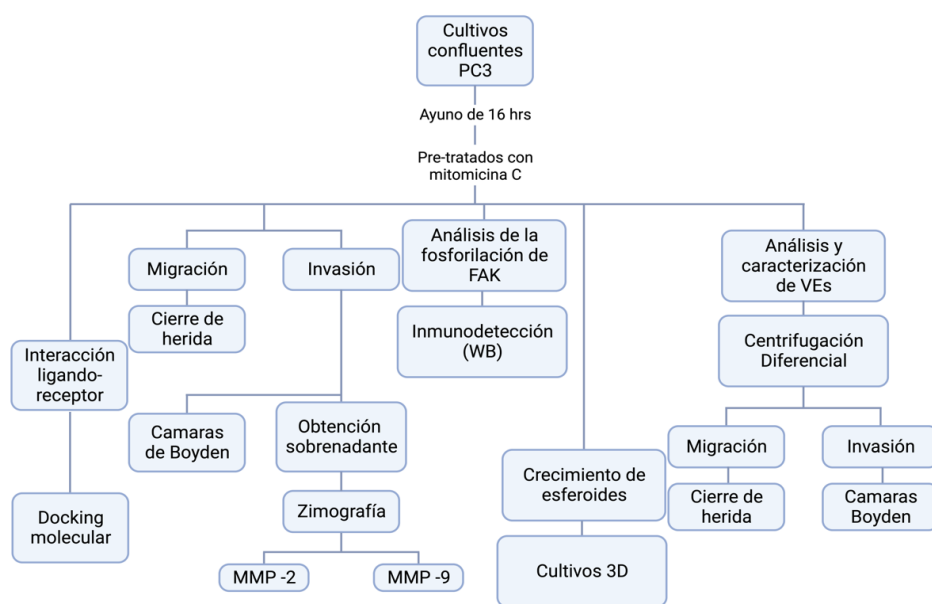 Cultivos
confluentes
PC3
Ayuno de 16 hrs
Pre-tratados con
mitomicina C
Interacción
ligando-
receptor
Docking
molecular
Migración
Cierre de
herida
Invasión
Camaras
de Boyden
Obtención
sobrenadante
Zimografía
MMP -2
MMP -9
Análisis de la
fosforilación de
FAK
Inmunodetección
(WB)
Crecimiento de
esferoides
Cultivos 3D
Análisis y
caracterización
de VEs
Centrifugación
Diferencial
Migración
Cierre de
herida
Invasión
Camaras
Boyden